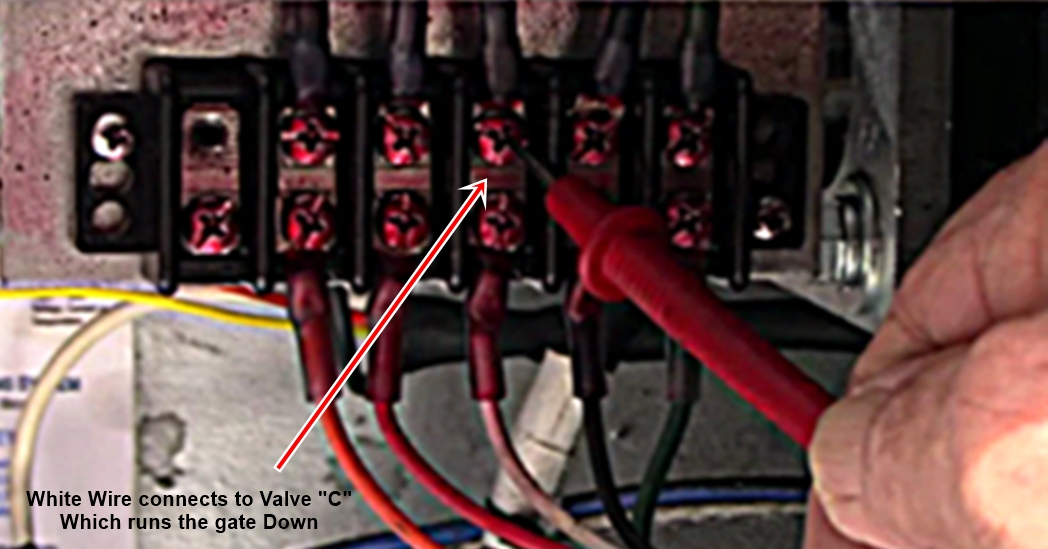 White Wire connects to Valve "C"
Which runs the gate Down